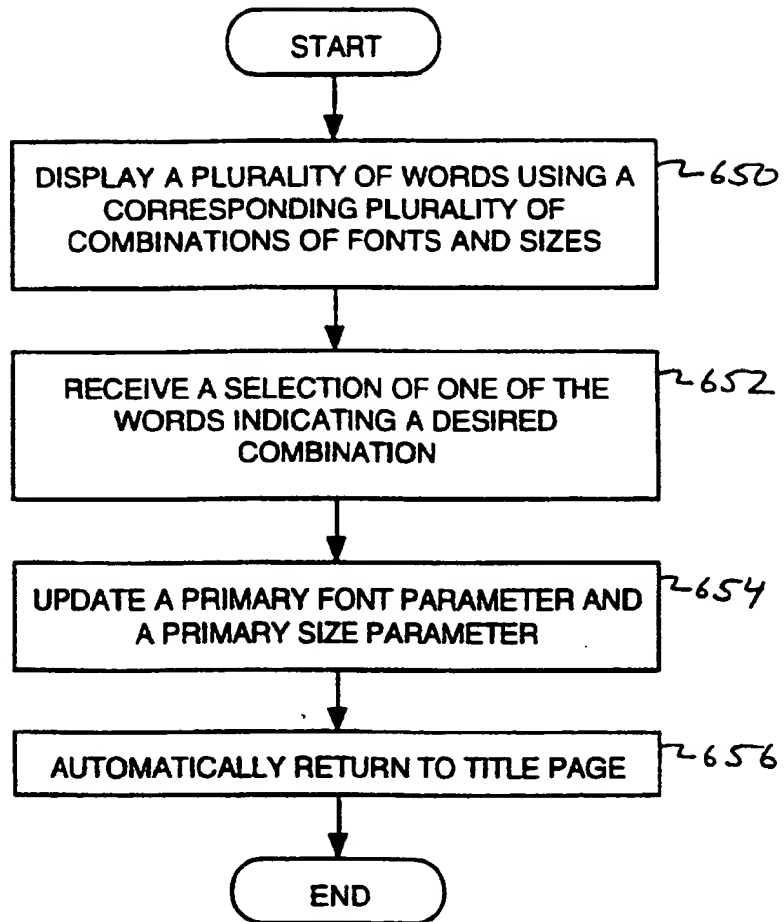 START
DISPLAY A PLURALITY OF WORDS USING A
CORRESPONDING PLURALITY OF
COMBINATIONS OF FONTS AND SIZES
650
RECEIVE A SELECTION OF ONE OF THE
WORDS INDICATING A DESIRED
COMBINATION
652
UPDATE A PRIMARY FONT PARAMETER AND
A PRIMARY SIZE PARAMETER
654
AUTOMATICALLY RETURN TO TITLE PAGE
656
END